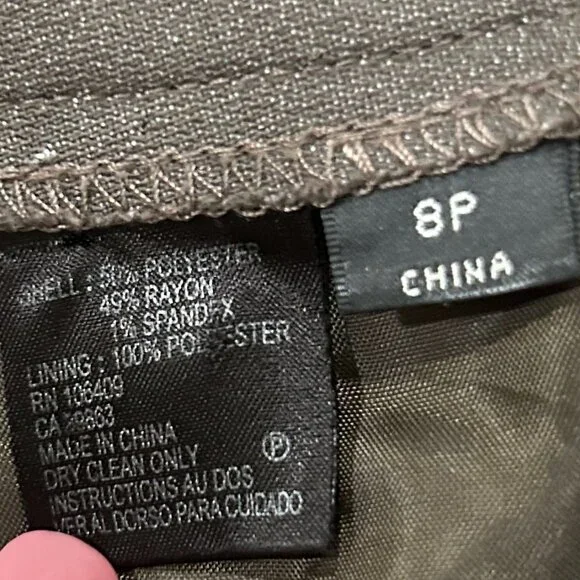 8P
CHINA
SHELL : 50% POLYESTER
49% RAYON
1% SPANDEX
LINING : 100% POLYESTER
RN 106409
CA
MADE IN CHINA
DRY CLEAN ONLY
P
INSTRUCTIONS AU DOS
VER AL DORSO PARA CUIDADO